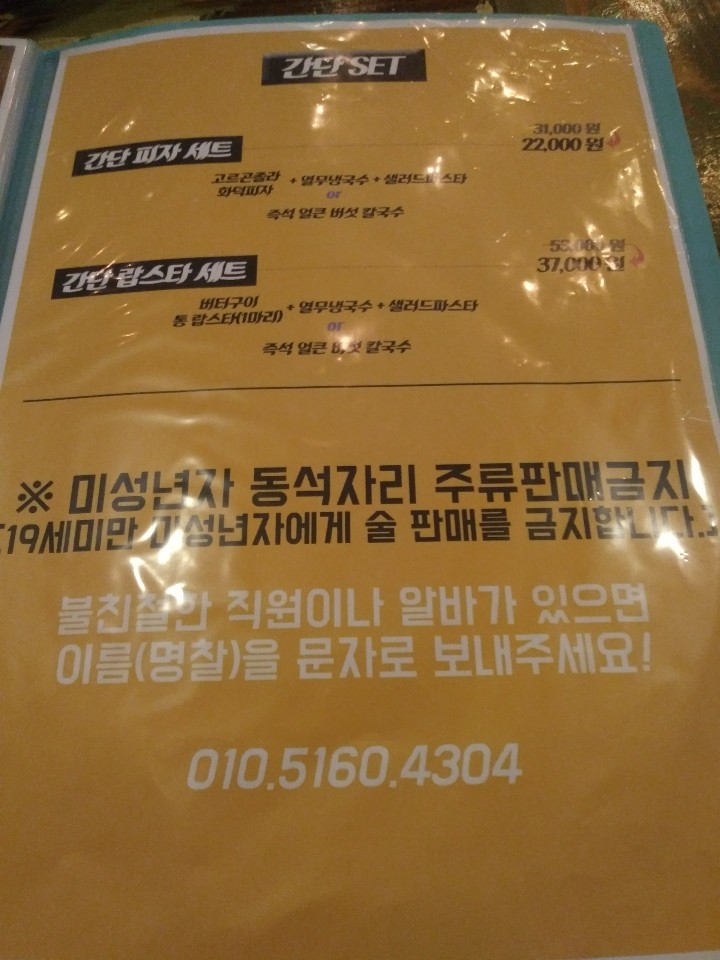 간단 SET
31,000 원
간단 피자 세트 22,000 원
고르곤졸라
화덕피자 + 열무냉국수 + 샐러드파스타
or
즉석 얼큰 버섯 칼국수
53,000 원
간단 랍스타 세트 37,000 원
버터구이
통 랍스타(1마리) + 열무냉국수 + 샐러드파스타
or
즉석 얼큰 버섯 칼국수
※ 미성년자 동석자리 주류판매금지
[19세미만 미성년자에게 술 판매를 금지합니다.]
불친절한 직원이나 알바가 있으면
이름(명찰)을 문자로 보내주세요!
010.5160.4304